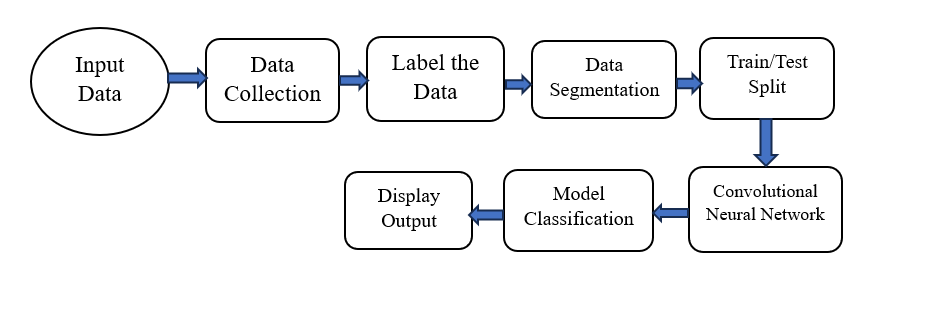 Input
Data
Data
Collection
Label the
Data
Data
Segmentation
Train/Test
Split
Convolutional
Neural Network
Model
Classification
Display
Output